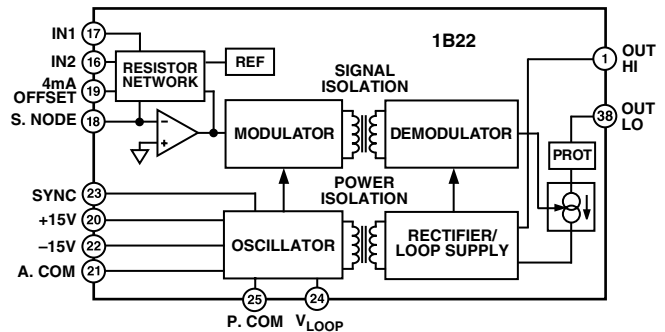 1B22
IN1 17
IN2 16
4mA
OFFSET 19
S. NODE 18
RESISTOR
NETWORK
REF
– 
+
MODULATOR
SIGNAL
ISOLATION
DEMODULATOR
1 OUT
HI
38 OUT
LO
PROT
SYNC 23
+15V 20
–15V 22
A. COM 21
OSCILLATOR
POWER
ISOLATION
RECTIFIER/
LOOP SUPPLY
25 24
P. COM VLOOP